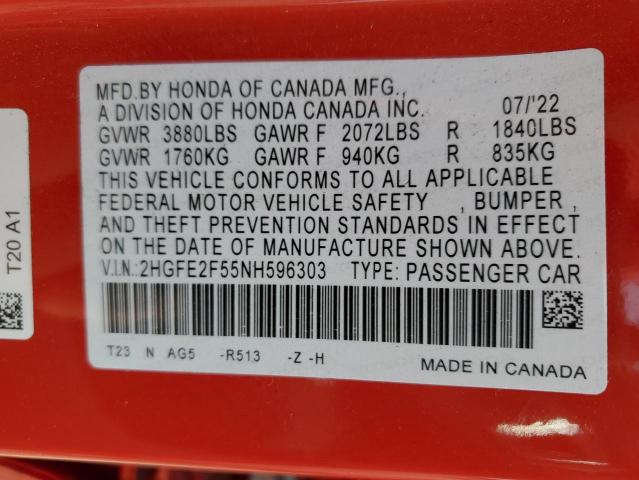 MFD.BY HONDA OF CANADA MFG.,
A DIVISION OF HONDA CANADA INC. 07/'22
GVWR 3880LBS GAWR F 2072LBS R 1840LBS
GVWR 1760KG GAWR F 940KG R 835KG
THIS VEHICLE CONFORMS TO ALL APPLICABLE
FEDERAL MOTOR VEHICLE SAFETY , BUMPER ,
AND THEFT PREVENTION STANDARDS IN EFFECT
ON THE DATE OF MANUFACTURE SHOWN ABOVE.
V.I.N.:2HGFE2F55NH596303 TYPE: PASSENGER CAR
T23 N AG5 -R513 -Z -H
MADE IN CANADA
T20 A1